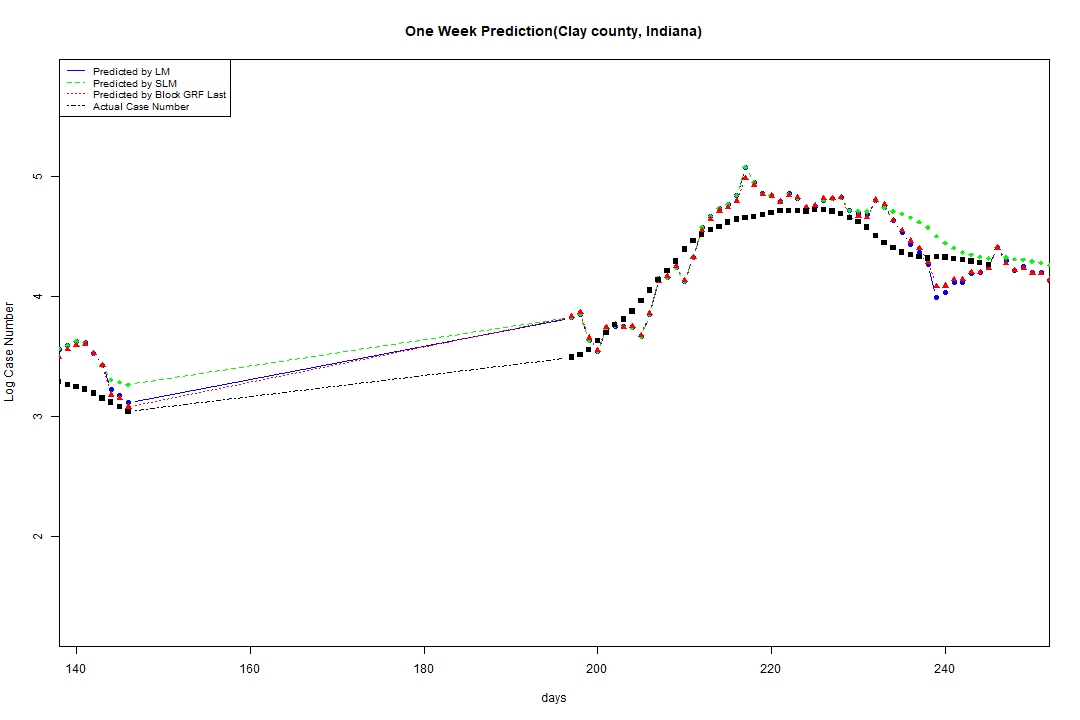 One Week Prediction(Clay county, Indiana)
Predicted by LM
Predicted by SLM
Predicted by Block GRF Last
Actual Case Number
5
4
3
2
Log Case Number
140 160 180 200 220 240
days